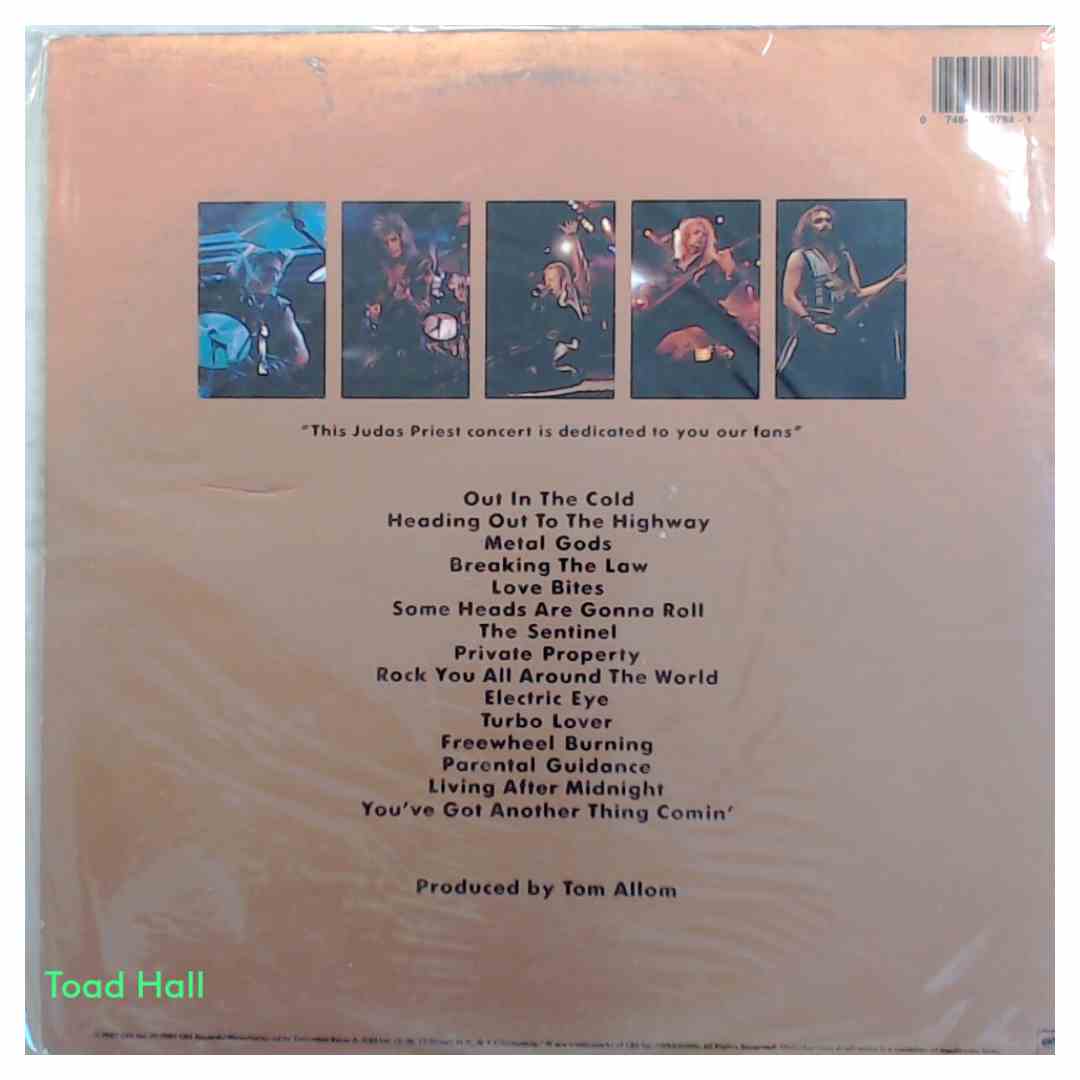 "This Judas Priest concert is dedicated to you our fans"
Out In The Cold
Heading Out To The Highway
Metal Gods
Breaking The Law
Love Bites
Some Heads Are Gonna Roll
The Sentinel
Private Property
Rock You All Around The World
Electric Eye
Turbo Lover
Freewheel Burning
Parental Guidance
Living After Midnight
You've Got Another Thing Comin'
Produced by Tom Allom
Toad Hall